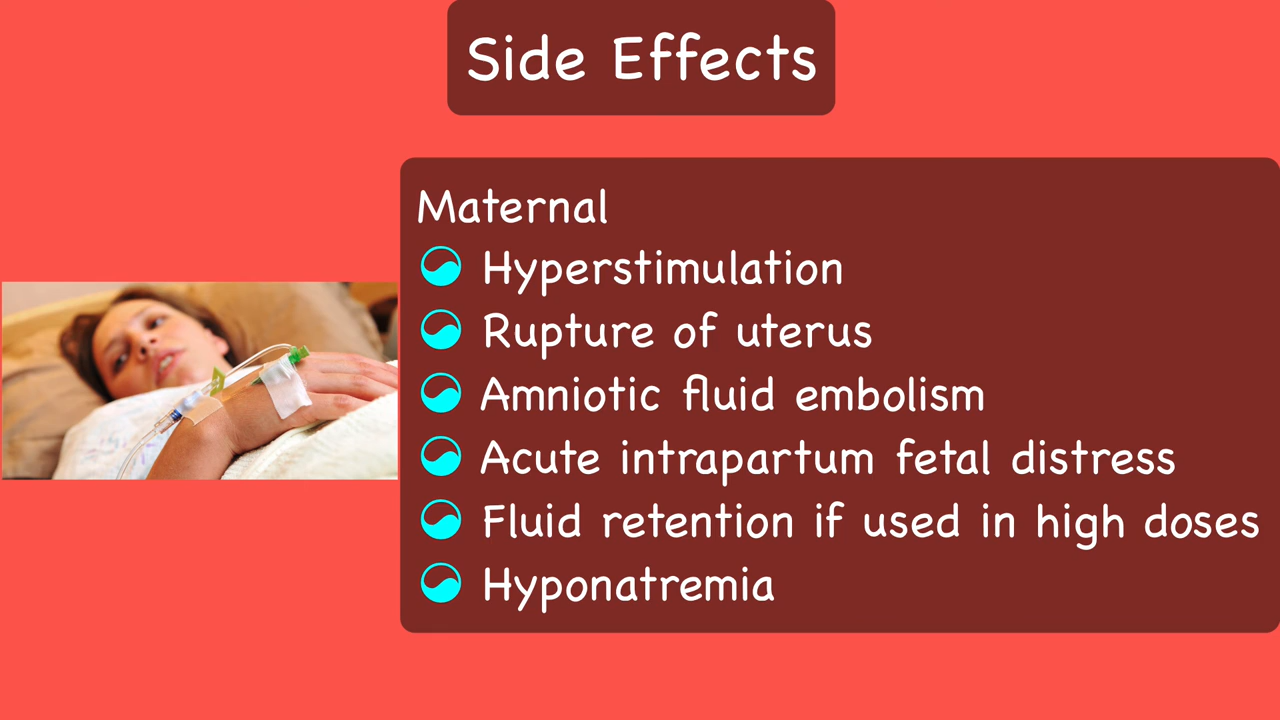 Side Effects
Maternal
Hyperstimulation
Rupture of uterus
Amniotic fluid embolism
Acute intrapartum fetal distress
Fluid retention if used in high doses
Hyponatremia